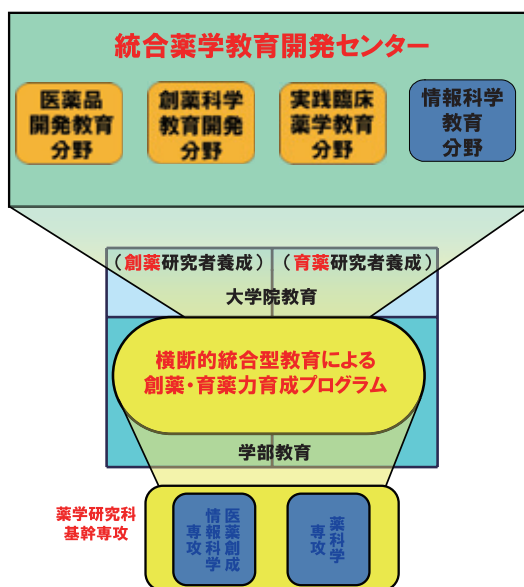 統合薬学教育開発センター
医薬品
開発教育
分野
創薬科学
教育開発
分野
実践臨床
薬学教育
分野
情報科学
教育
分野
（創薬研究者養成）（育薬研究者養成）
大学院教育
横断的統合型教育による
創薬・育薬力育成プログラム
学部教育
薬学研究科
基幹専攻
医薬創成
情報科学
専攻
薬科学
専攻